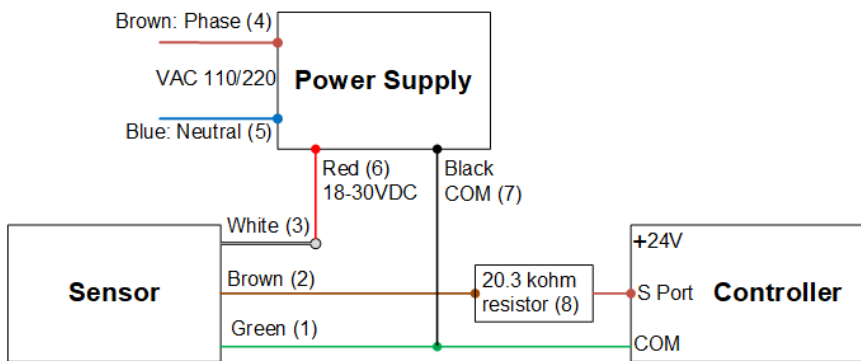 Brown: Phase (4)
VAC 110/220
Power Supply
Blue: Neutral (5)
Red (6)
18-30VDC
Black
COM (7)
White (3)
+24V
Sensor
Brown (2)
20.3 kohm
resistor (8)
S Port
Controller
Green (1)
COM